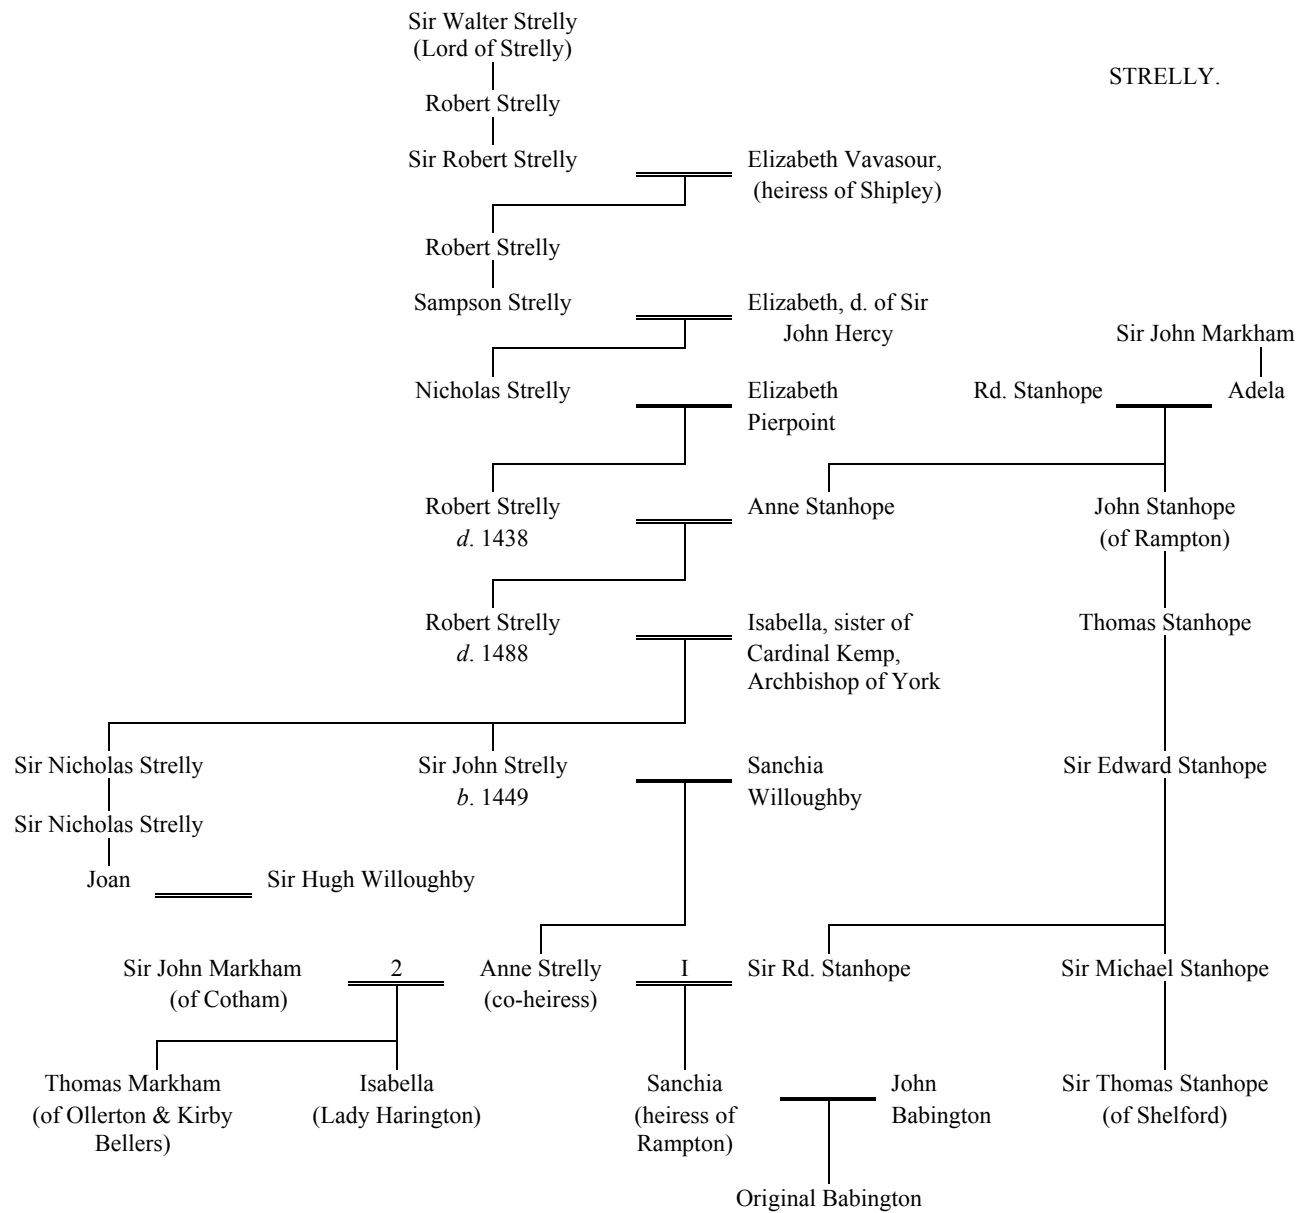 Sir Walter Strelly
(Lord of Strelly)
STRELLY.
Robert Strelly
Sir Robert Strelly
Elizabeth Vavasour,
(heiress of Shipley)
Robert Strelly
Sampson Strelly
Elizabeth, d. of Sir
John Hercy
Sir John Markham
Nicholas Strelly
Elizabeth
Pierpoint
Rd. Stanhope
Adela
Robert Strelly
d. 1438
Anne Stanhope
John Stanhope
(of Rampton)
Robert Strelly
d. 1488
Isabella, sister of
Cardinal Kemp,
Archbishop of York
Thomas Stanhope
Sir Nicholas Strelly
Sir John Strelly
b. 1449
Sanchia
Willoughby
Sir Edward Stanhope
Sir Nicholas Strelly
Joan
Sir Hugh Willoughby
Sir John Markham
(of Cotham)
2
Anne Strelly
(co-heiress)
I
Sir Rd. Stanhope
Sir Michael Stanhope
Thomas Markham
(of Ollerton & Kirby
Bellers)
Isabella
(Lady Harington)
Sanchia
(heiress of
Rampton)
John
Babington
Sir Thomas Stanhope
(of Shelford)
Original Babington